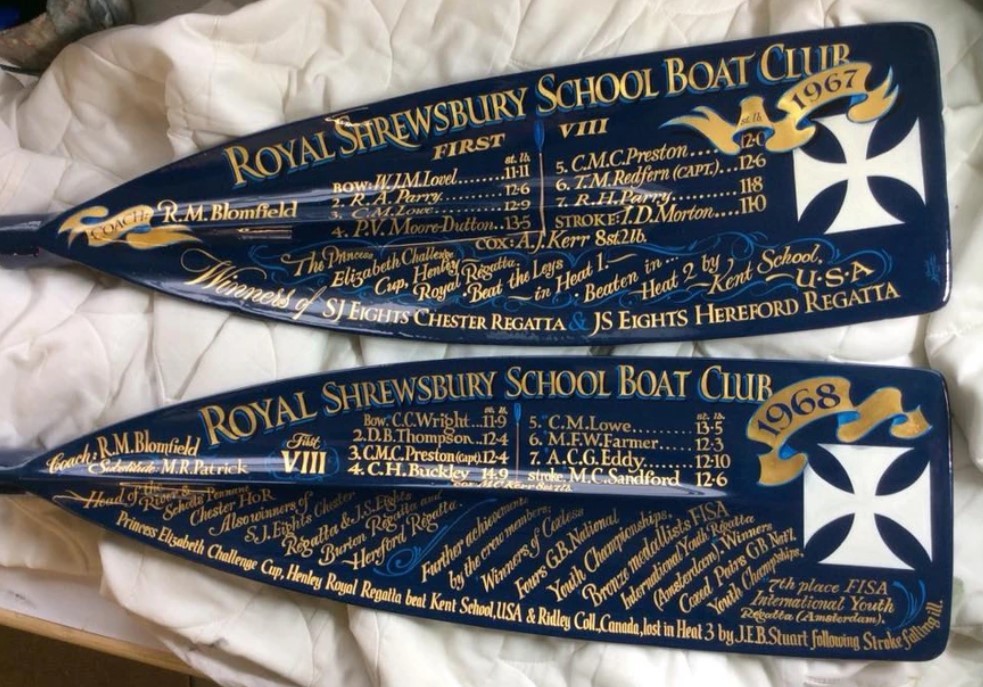 ROYAL SHREWSBURY SCHOOL BOAT CLUB
1967
FIRST VIII
COACH: R.M. Blomfield
st. lb.
BOW: W.J.M. Lovel........11-11
2. R. A. Parry........12-6
3. C.M. Lowe........12-9
4. P.V. Moore-Dutton..13-5
st. lb.
5. C.M.C. Preston....12-0
6. T.M. Redfern (CAPT.)...12-6
7. R.H. Parry........11-8
STROKE: T.D. Morton....11-0
COX: A.J. Kerr 8st.2lb.
The Princess
Elizabeth Challenge
Cup, Henley
Royal Regatta.
Beat the Leys
in Heat 1.
Beaten in...
Heat 2 by
Kent School,
U·S·A
Winners of SJ EIGHTS CHESTER REGATTA & JS EIGHTS HEREFORD REGATTA
ROYAL SHREWSBURY SCHOOL BOAT CLUB
1968
Coach: R.M. Blomfield
Substitute M.R. Patrick
First
VIII
st. lb.
Bow: C.C. Wright...11-9
2. D.B. Thompson...12-4
3. C.M.C. Preston (capt) 12-4
4. C.H. Buckley 14-9
st. lb.
5. C.M. Lowe.........13-5
6. M.F.W. Farmer....12-3
7. A.C.G. Eddy.......12-10
stroke M.C. Sandford 12-6
Head of the River &
Schools Pennant
Chester HoR
Also winners of
S.J. Eights Chester
Regatta & J.S. Eights
Burton Regatta and
Hereford Regatta.
Further achievements
by the crew members:
Winners of Coxless
Fours G.B. National
Youth Championships.
Bronze medallists FISA
International Youth Regatta
(Amsterdam). Winners
Coxed Pairs GB Nat'l.
Youth Champships.
7th place FISA
International Youth
Regatta (Amsterdam).
Princess Elizabeth Challenge Cup, Henley Royal Regatta beat Kent School, USA & Ridley Coll., Canada, lost in Heat 3 by J.E.B. Stuart following Stroke falling ill.